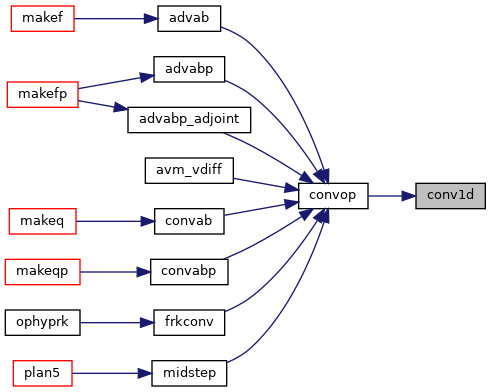 makef
advab
advabp
makefp
advabp_adjoint
avm_vdiff
convop
conv1d
makeq
convab
makeqp
convabp
ophyprk
frkconv
plan5
midstep